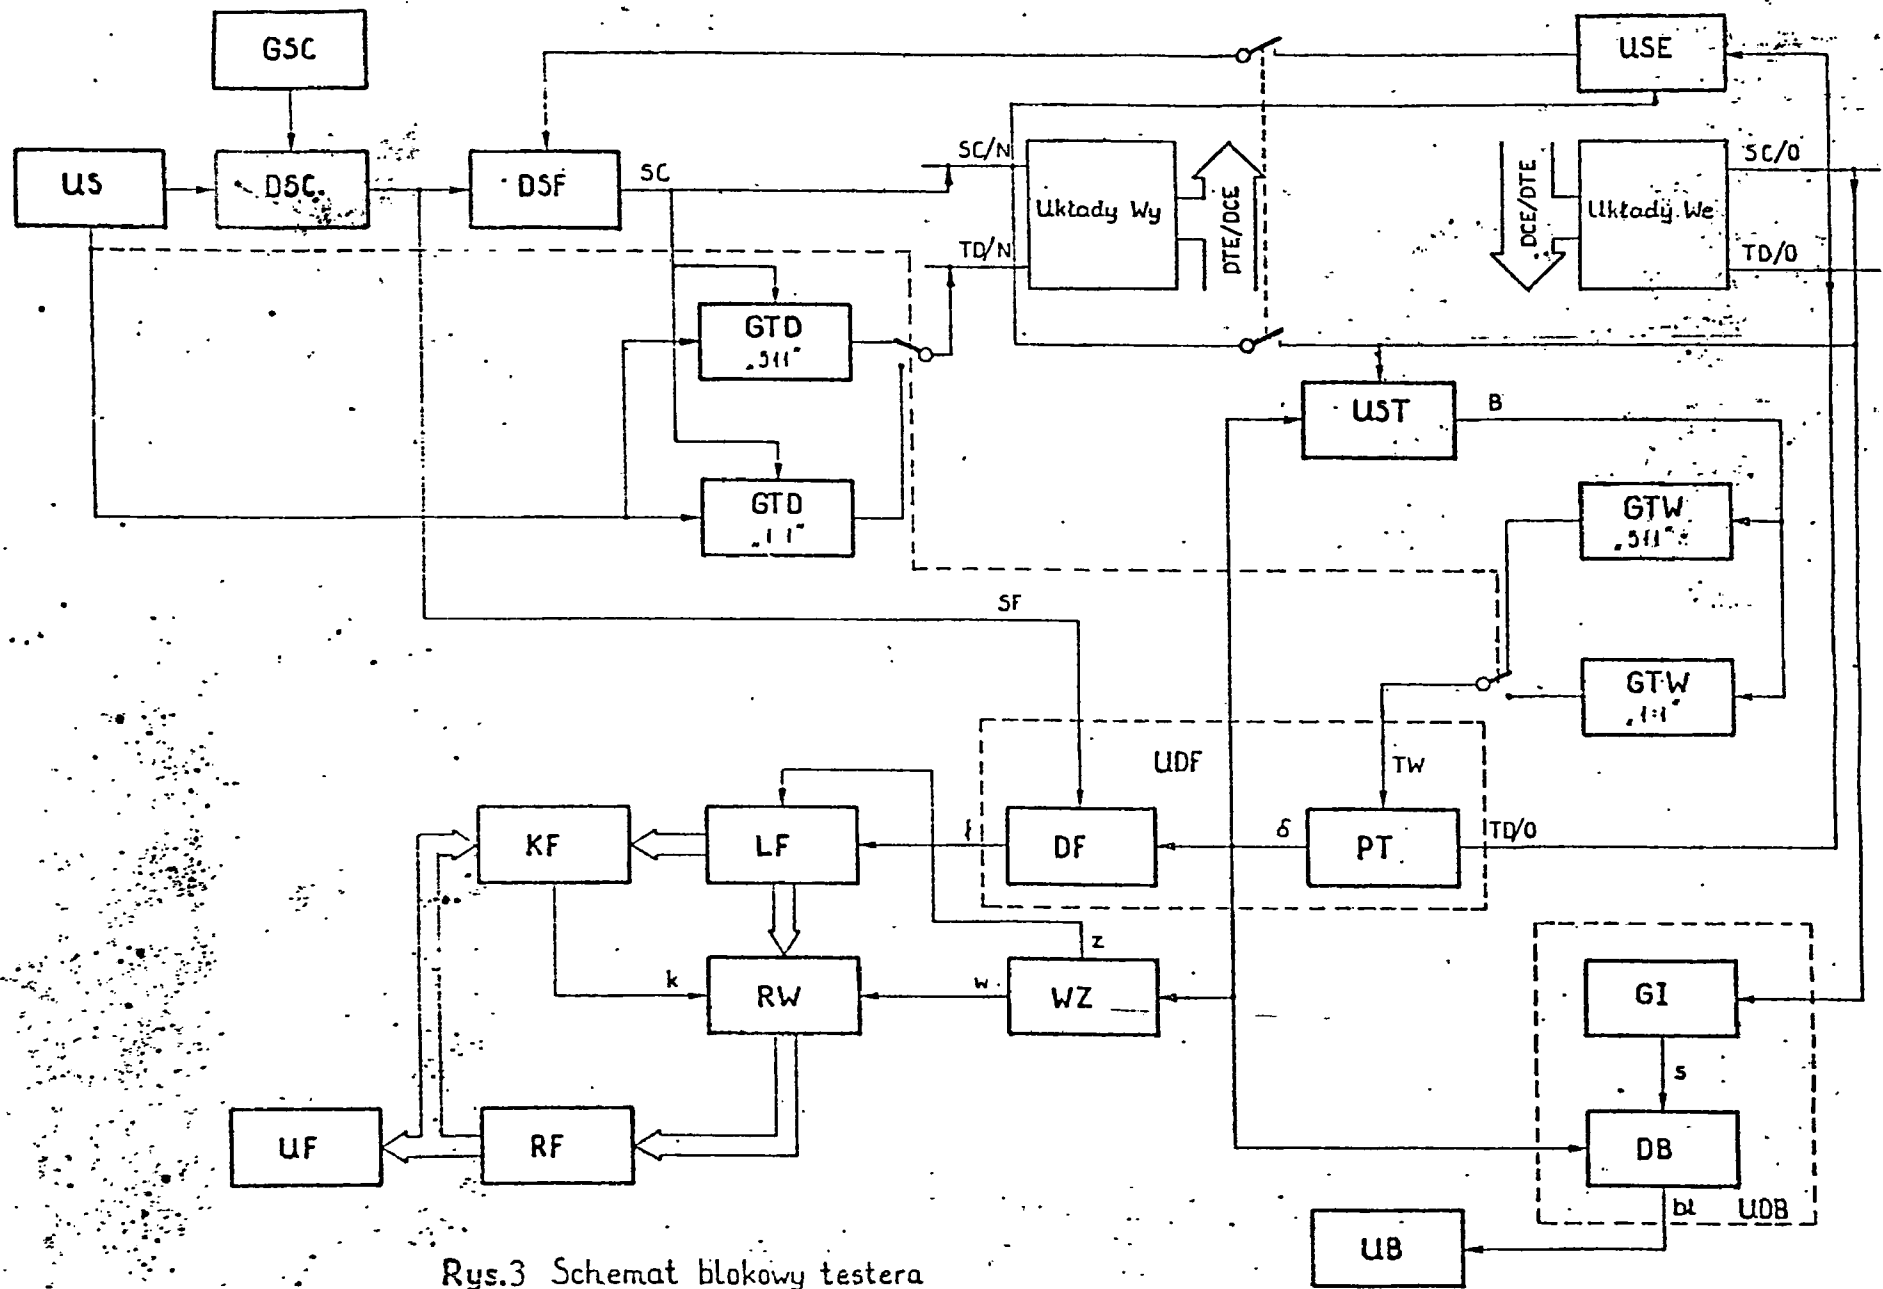 GSC
USE
US
DSC
DSF
SC
SC/N
TD/N
Układy Wy
DTE/DCE
DCE/DTE
Układy We
SC/O
TD/O
GTD
„511”
GTD
UST
B
GTW
„511”
GTW
„1:1”
SF
UDF
TW
KF
LF
f
DF
δ
PT
TD/O
z
k
RW
w
WZ
GI
s
UF
RF
DB
bł
UDB
UB
Rys.3 Schemat blokowy testera